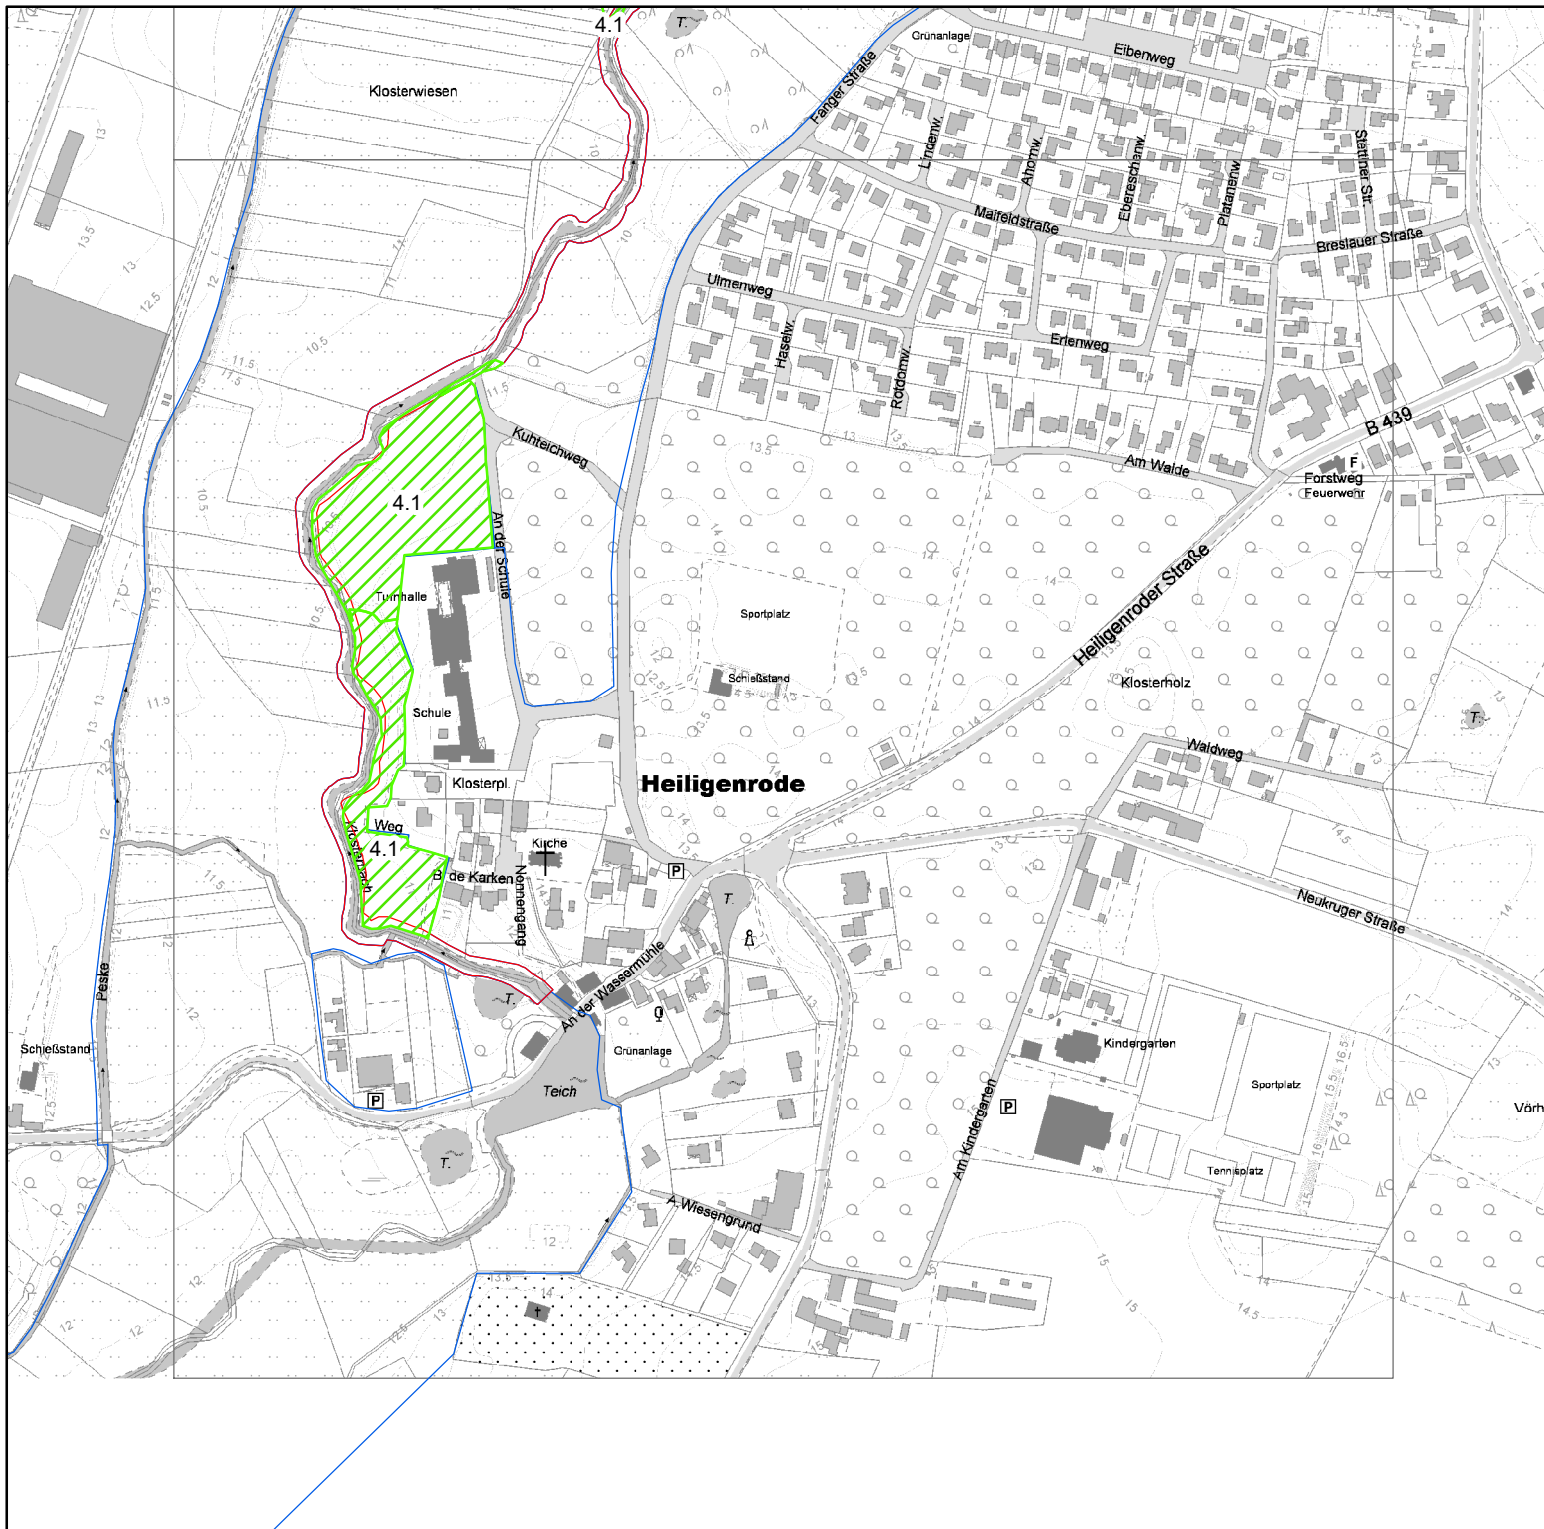 4.1
T.
Grünanlage
Eibenweg
Klosterwiesen
Fanger Straße
Lindenw.
Ahornw.
Ebereschenw.
Platanenw.
Stettiner Str.
Maifeldstraße
Breslauer Straße
Ulmenweg
Haselw.
Rotdornw.
Erlenweg
B 439
Kuhteichweg
Am Walde
F
Forstweg
Feuerwehr
4.1
An der Schule
Heiligenroder Straße
Turnhalle
Sportplatz
Schießstand
Klosterholz
Schule
T.
Waldweg
Klosterpl.
Heiligenrode
Weg
4.1
Klosterbach
Kirche
P
B. de Karken
Nonnengang
T.
Neukruger Straße
An der Wassermühle
Peske
T.
Schießstand
Grünanlage
Kindergarten
Sportplatz
Teich
P
P
Am Kindergarten
Vörh
T.
Tennisplatz
A. Wiesengrund